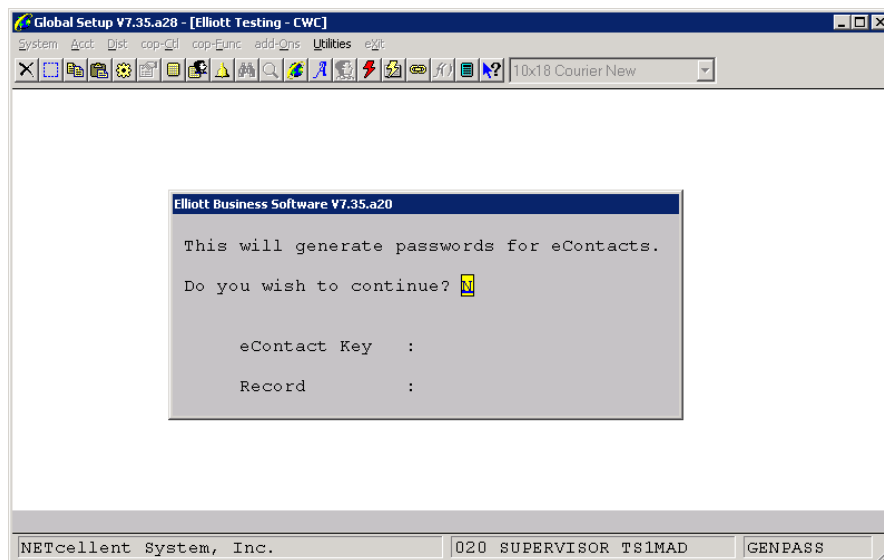 Global Setup V7.35.a28 - [Elliott Testing - CWC]
System Acct Dist cop-Ctl cop-Func add-Ons Utilities eXit
10x18 Courier New
Elliott Business Software V7.35.a20
This will generate passwords for eContacts.
Do you wish to continue? N
eContact Key :
Record :
NETcellent System, Inc. 020 SUPERVISOR TS1MAD GENPASS